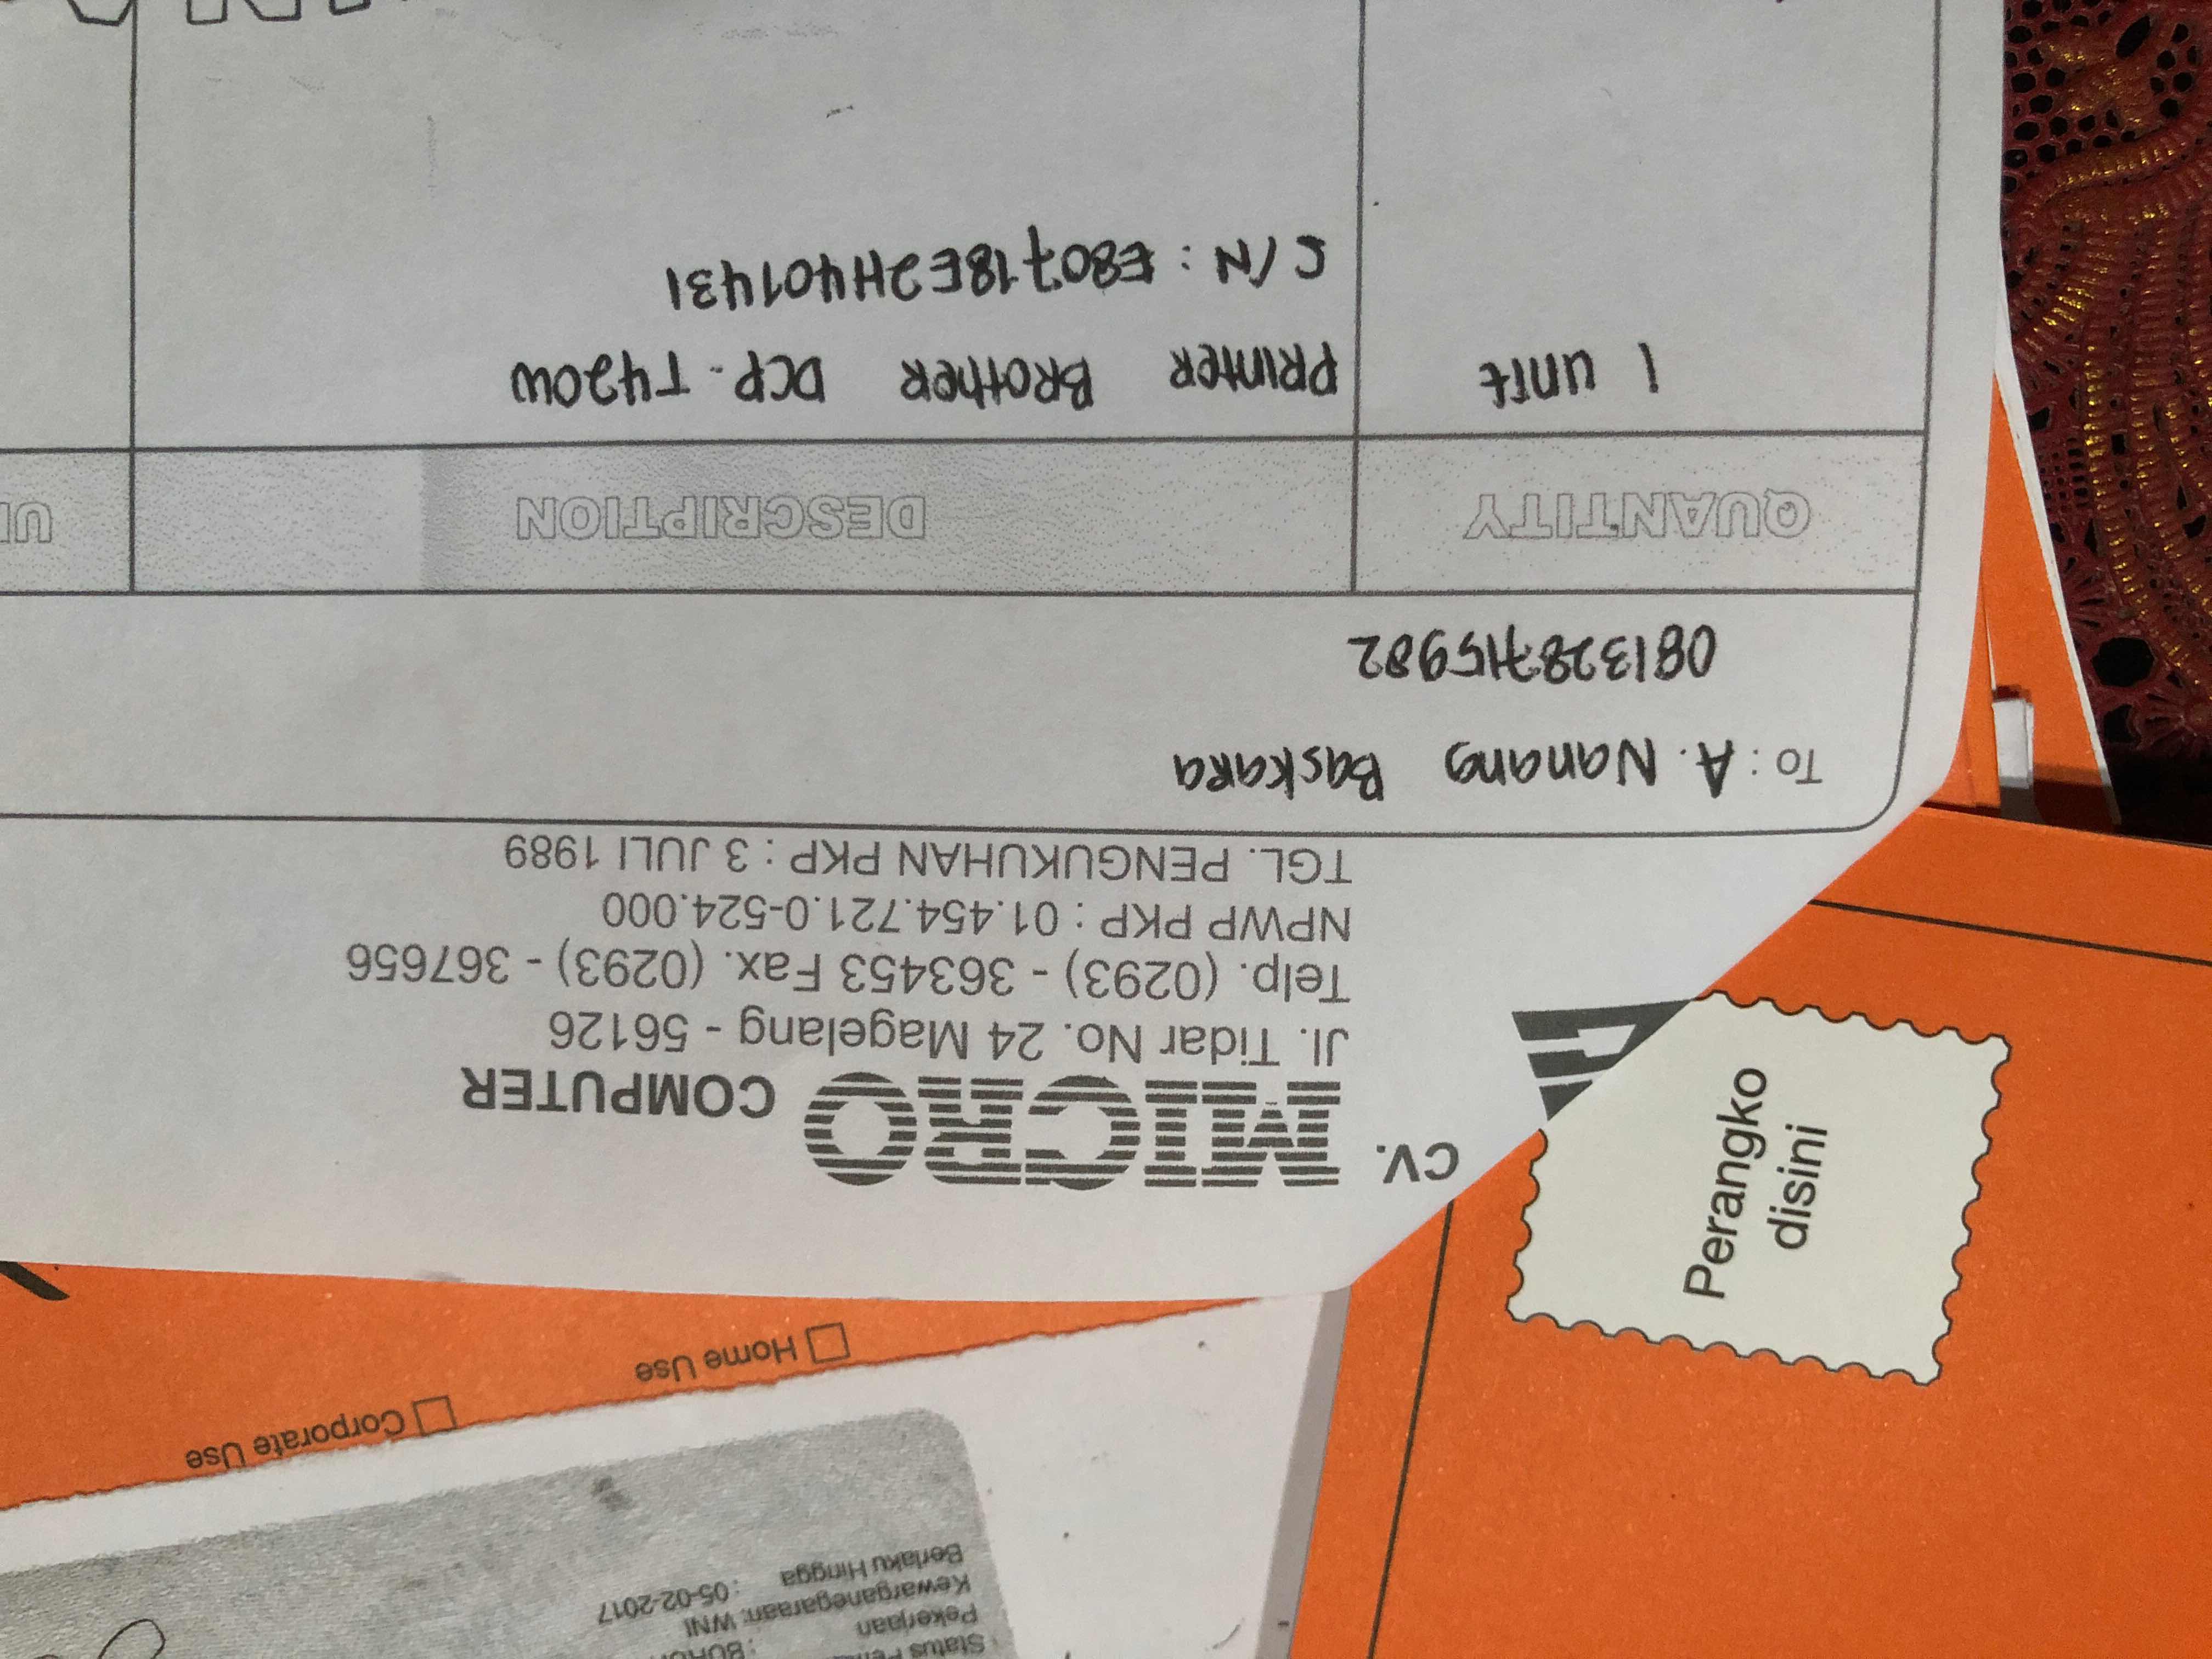 CV. MICRO COMPUTER
Jl. Tidar No. 24 Magelang - 56126
Telp. (0293) - 363453 Fax. (0293) - 367656
NPWP PKP : 01.454.721.0-524.000
TGL. PENGUKUHAN PKP : 3 JULI 1989
To : A. Nanang Baskara
081328715982
QUANTITY DESCRIPTION
1 unit Printer Brother DCP-T420W
S/N : E80718E2H401431
Perangko
disini
Home Use
Corporate Use
Pekerjaan
Kewarganegaraan: WNI
Berlaku Hingga : 05-02-2017